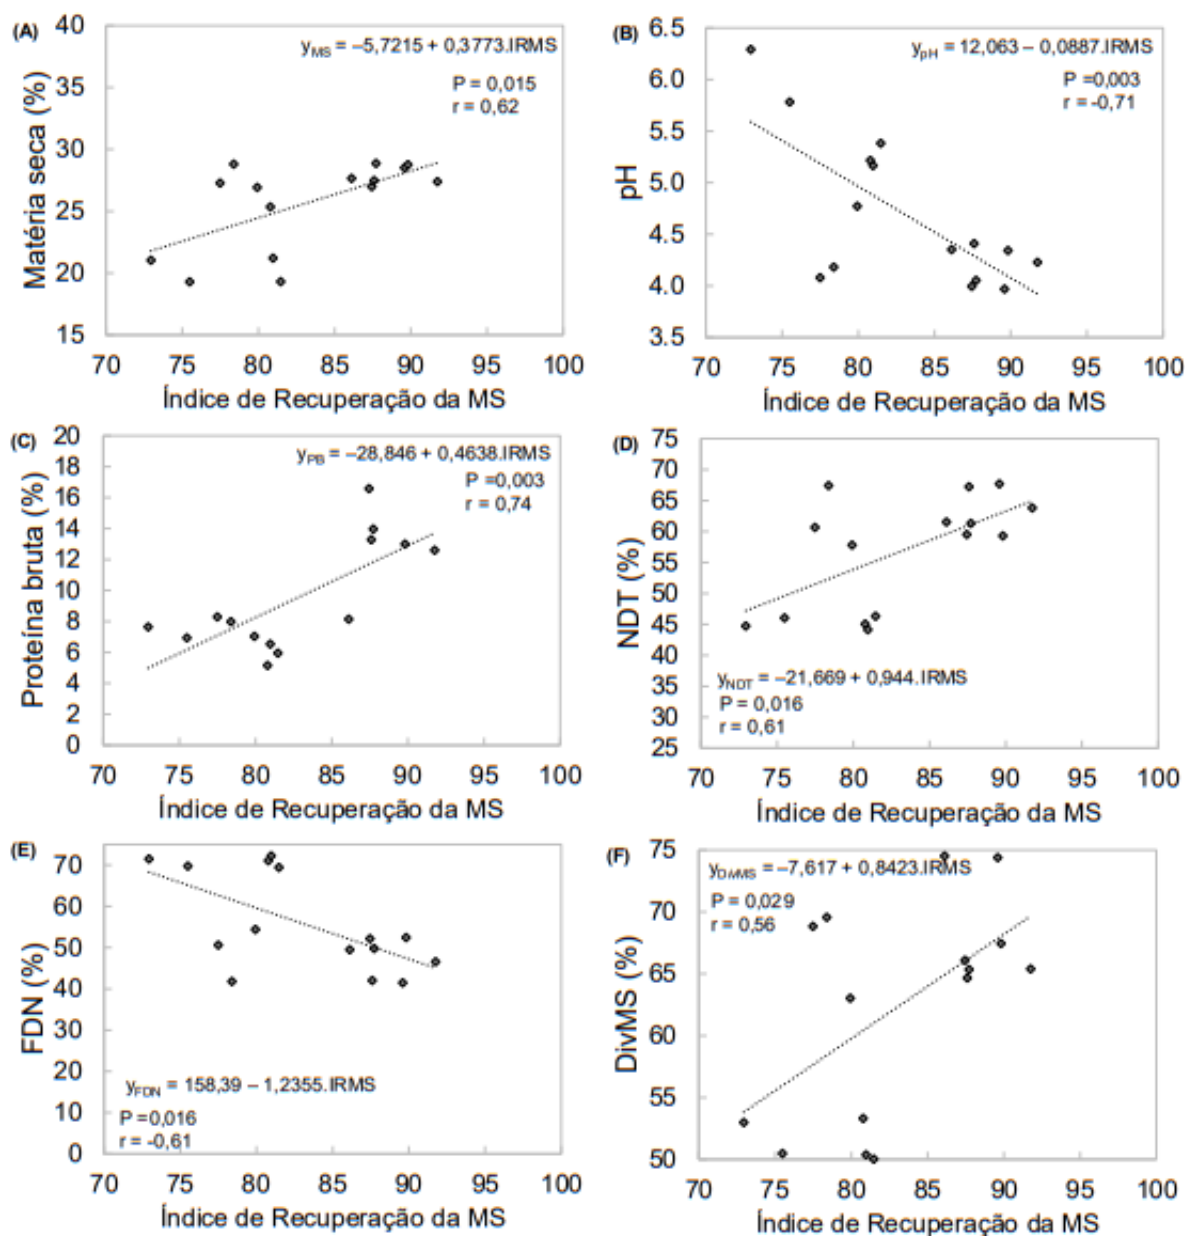 (A)
y_MS = –5,7215 + 0,3773.IRMS
P = 0,015
r = 0,62
Matéria seca (%)
40
35
30
25
20
15
70 75 80 85 90 95 100
Índice de Recuperação da MS
(B)
y_pH = 12,063 – 0,0887.IRMS
P =0,003
r = -0,71
pH
6.5
6.0
5.5
5.0
4.5
4.0
3.5
70 75 80 85 90 95 100
Índice de Recuperação da MS
(C)
y_PB = –28,846 + 0,4638.IRMS
P =0,003
r = 0,74
Proteína bruta (%)
20
18
16
14
12
10
8
6
4
2
0
70 75 80 85 90 95 100
Índice de Recuperação da MS
(D)
NDT (%)
75
70
65
60
55
50
45
40
35
30
25
y_NDT = –21,669 + 0,944.IRMS
P = 0,016
r = 0,61
70 75 80 85 90 95 100
Índice de Recuperação da MS
(E)
FDN (%)
70
60
50
40
30
20
10
0
y_FDN = 158,39 – 1,2355.IRMS
P =0,016
r = -0,61
70 75 80 85 90 95 100
Índice de Recuperação da MS
(F)
y_DivMS = –7,617 + 0,8423.IRMS
P = 0,029
r = 0,56
DivMS (%)
75
70
65
60
55
50
70 75 80 85 90 95 100
Índice de Recuperação da MS